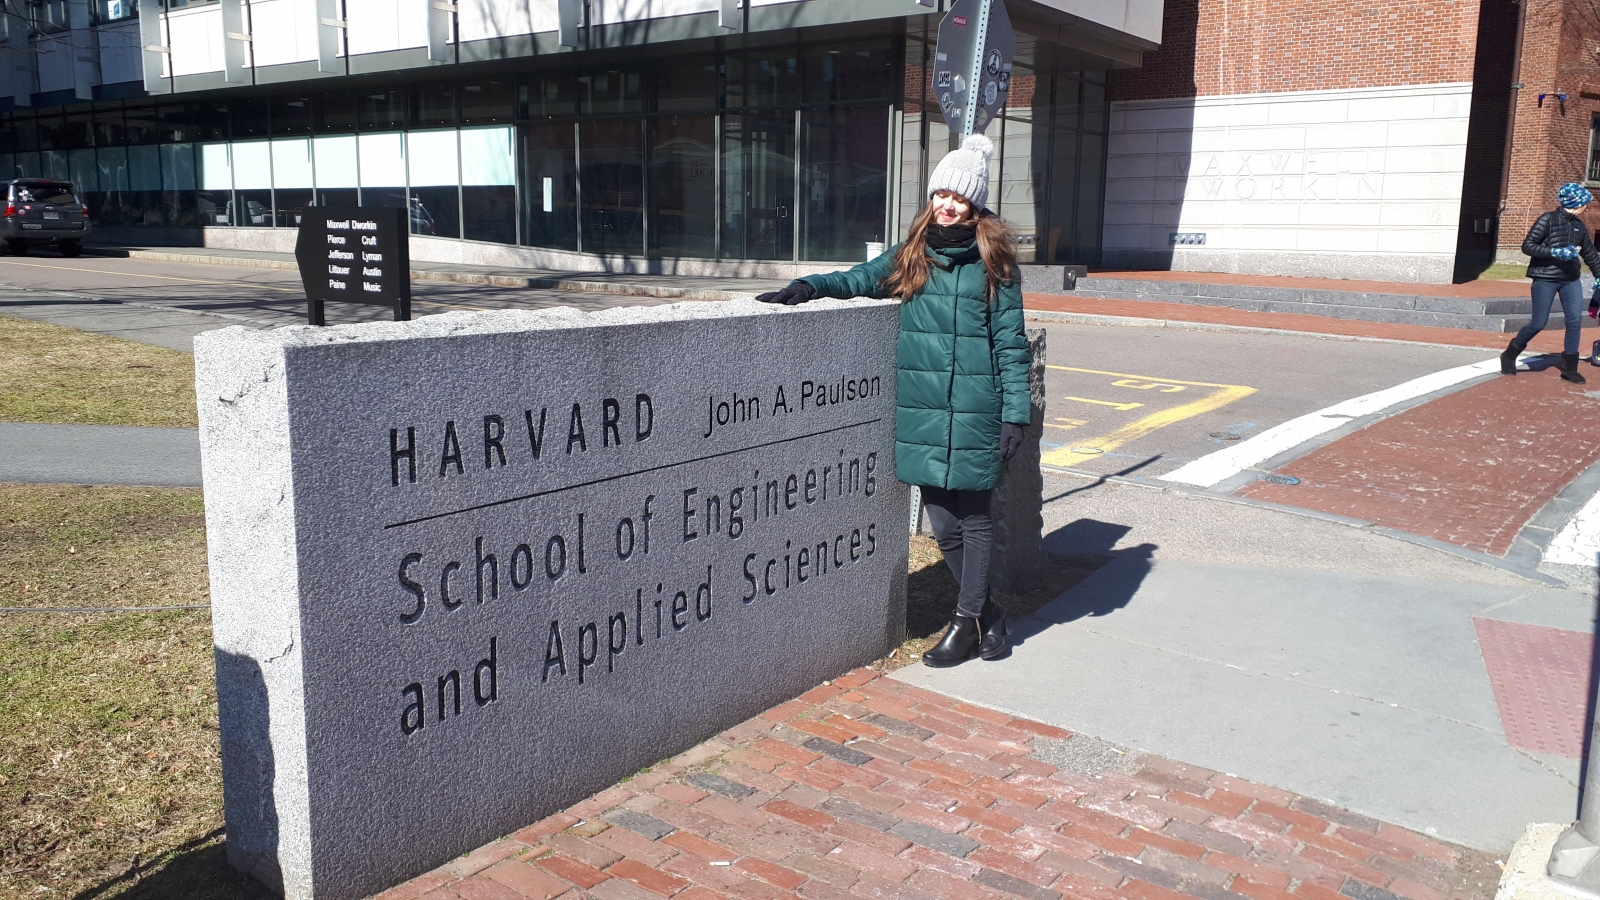 HARVARD John A. Paulson
School of Engineering
and Applied Sciences
Maxwell Dworkin
Pierce Cruft
Jefferson Lyman
Littauer Austin
Paine Music
MAXWELL
DWORKIN